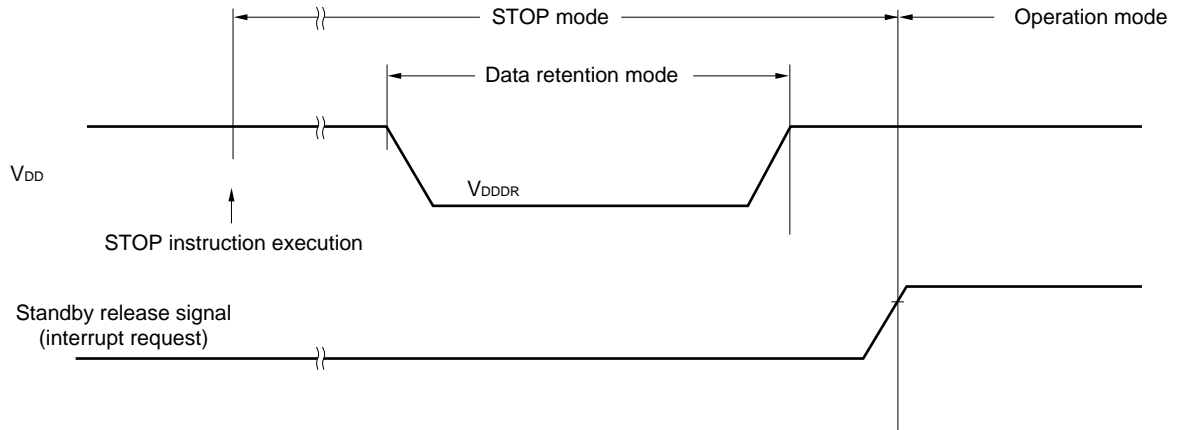 STOP mode
Operation mode
Data retention mode
VDD
VDDDR
STOP instruction execution
Standby release signal
(interrupt request)